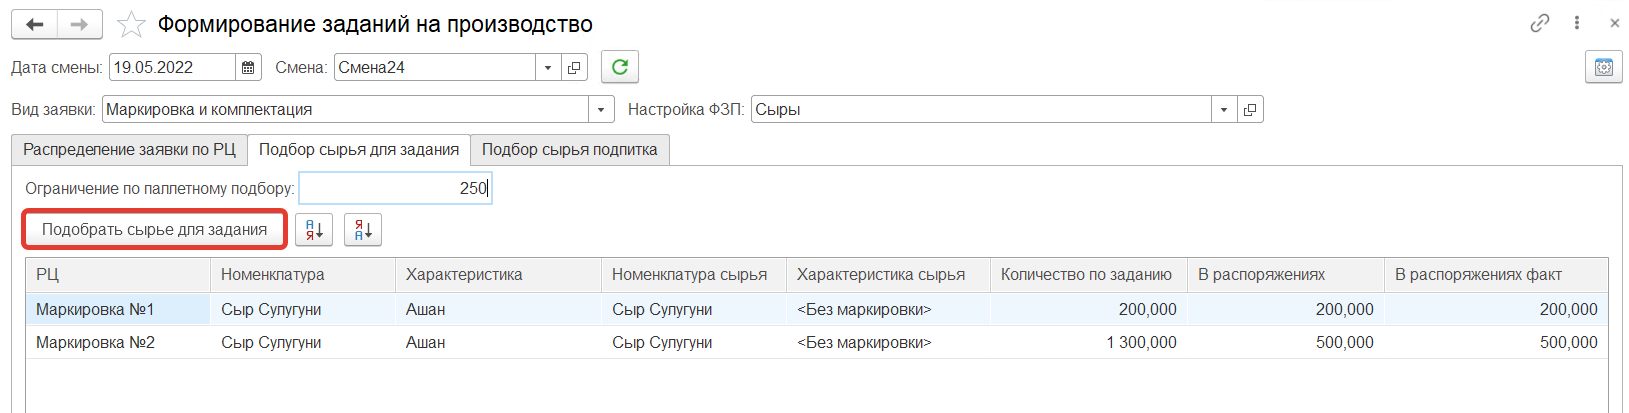 Формирование заданий на производство
Дата смены: 19.05.2022 Смена: Смена24
Вид заявки: Маркировка и комплектация Настройка ФЗП: Сыры
Распределение заявки по РЦ Подбор сырья для задания Подбор сырья подпитка
Ограничение по паллетному подбору: 250
Подобрать сырье для задания А Я Я А
РЦ Номенклатура Характеристика Номенклатура сырья Характеристика сырья Количество по заданию В распоряжениях В распоряжениях факт
Маркировка №1 Сыр Сулугуни Ашан Сыр Сулугуни <Без маркировки> 200,000 200,000 200,000
Маркировка №2 Сыр Сулугуни Ашан Сыр Сулугуни <Без маркировки> 1 300,000 500,000 500,000